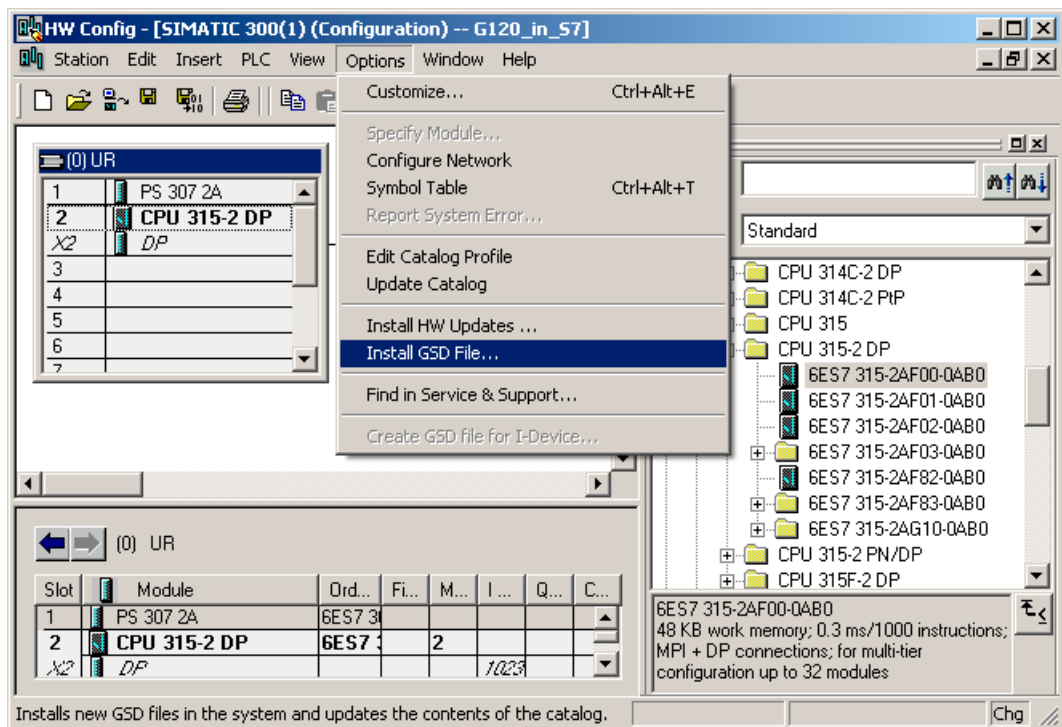 HW Config - [SIMATIC 300(1) (Configuration) -- G120_in_S7]
Station Edit Insert PLC View Options Window Help
Customize... Ctrl+Alt+E
Specify Module...
Configure Network
Symbol Table Ctrl+Alt+T
Report System Error...
Edit Catalog Profile
Update Catalog
Install HW Updates ...
Install GSD File...
Find in Service & Support...
Create GSD file for I-Device...
(0) UR
1 PS 307 2A
2 CPU 315-2 DP
X2 DP
3
4
5
6
7
Standard
CPU 314C-2 DP
CPU 314C-2 PtP
CPU 315
CPU 315-2 DP
6ES7 315-2AF00-0AB0
6ES7 315-2AF01-0AB0
6ES7 315-2AF02-0AB0
6ES7 315-2AF03-0AB0
6ES7 315-2AF82-0AB0
6ES7 315-2AF83-0AB0
6ES7 315-2AG10-0AB0
CPU 315-2 PN/DP
CPU 315F-2 DP
(0) UR
Slot Module Ord... Fi... M... I ... Q... C...
1 PS 307 2A 6ES7 3
2 CPU 315-2 DP 6ES7 2
X2 DP 1023
6ES7 315-2AF00-0AB0
48 KB work memory; 0.3 ms/1000 instructions;
MPI + DP connections; for multi-tier
configuration up to 32 modules
Installs new GSD files in the system and updates the contents of the catalog. Chg